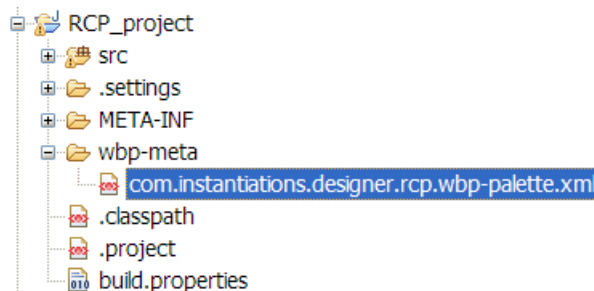 RCP_project
src
.settings
META-INF
wbp-meta
com.instantiations.designer.rcp.wbp-palette.xml
.classpath
.project
build.properties